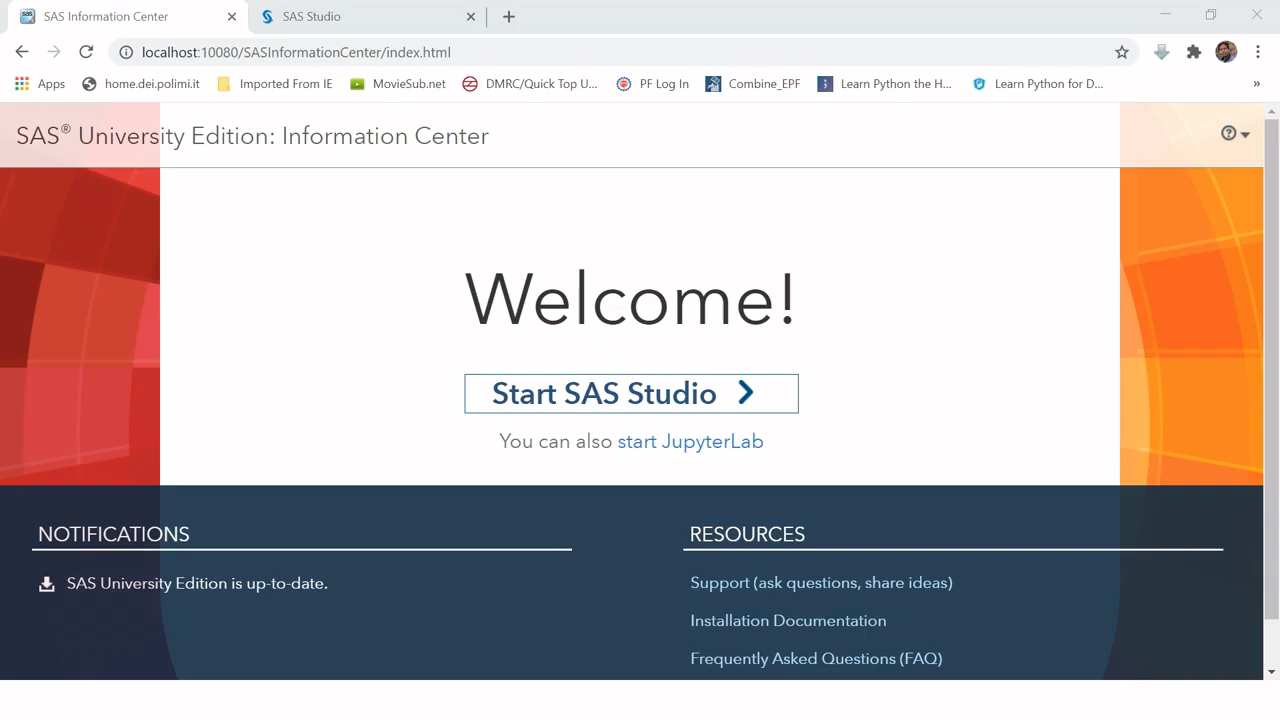 SAS Information Center
SAS Studio
localhost:10080/SASInformationCenter/index.html
Apps
home.dei.polimi.it
Imported From IE
MovieSub.net
DMRC/Quick Top U...
PF Log In
Combine_EPF
Learn Python the H...
Learn Python for D...
»
SAS® University Edition: Information Center
Welcome!
Start SAS Studio
You can also start JupyterLab
NOTIFICATIONS
SAS University Edition is up-to-date.
RESOURCES
Support (ask questions, share ideas)
Installation Documentation
Frequently Asked Questions (FAQ)